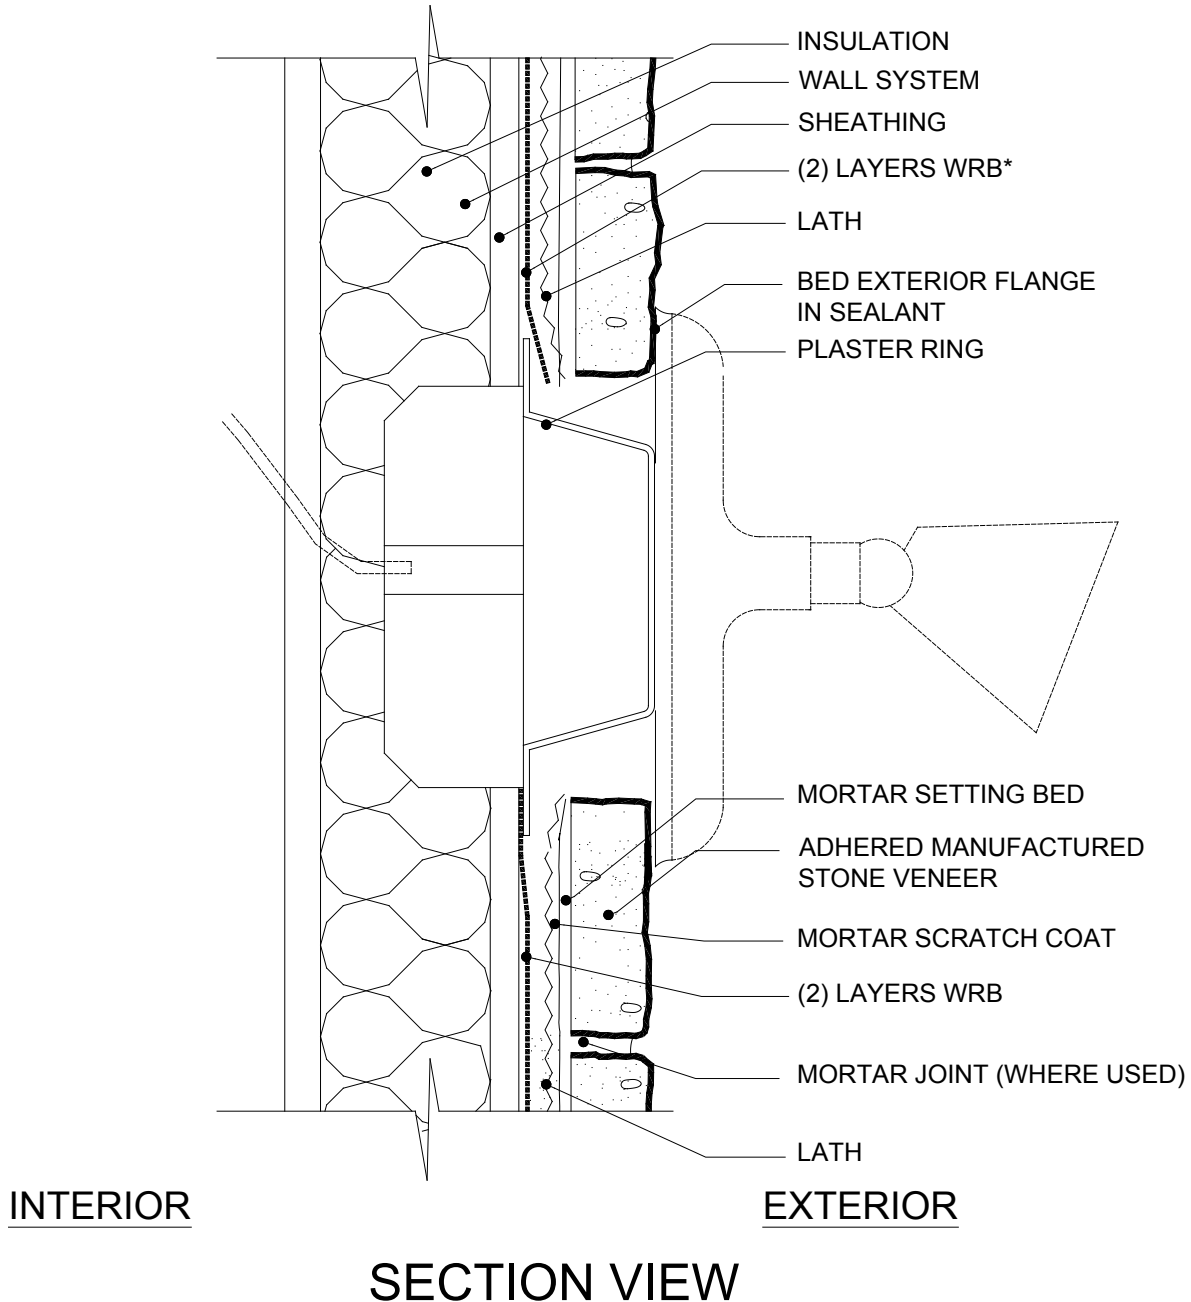 INSULATION
WALL SYSTEM
SHEATHING
(2) LAYERS WRB*
LATH
BED EXTERIOR FLANGE
IN SEALANT
PLASTER RING
MORTAR SETTING BED
ADHERED MANUFACTURED
STONE VENEER
MORTAR SCRATCH COAT
(2) LAYERS WRB
MORTAR JOINT (WHERE USED)
LATH
INTERIOR
EXTERIOR
SECTION VIEW